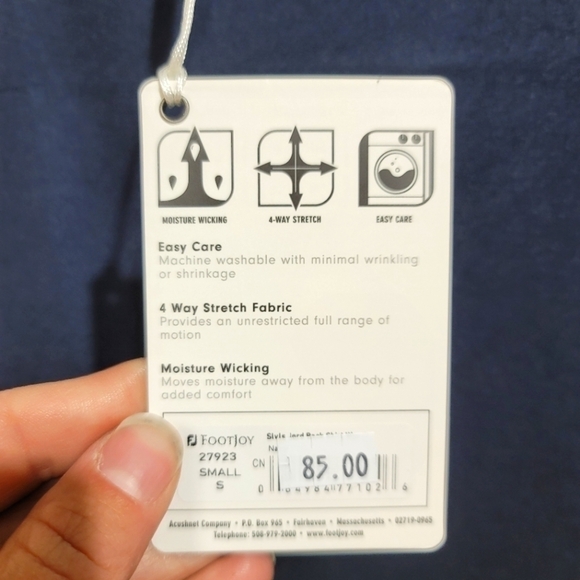 MOISTURE WICKING
4-WAY STRETCH
EASY CARE
Easy Care
Machine washable with minimal wrinkling
or shrinkage
4 Way Stretch Fabric
Provides an unrestricted full range of
motion
Moisture Wicking
Moves moisture away from the body for
added comfort
FJ FOOTJOY
27923
SMALL
S
CN
85.00
Acushnet Company • P.O. Box 965 • Fairhaven • Massachusetts • 02719-0965
Telephone: 508-979-2000 • www.footjoy.com